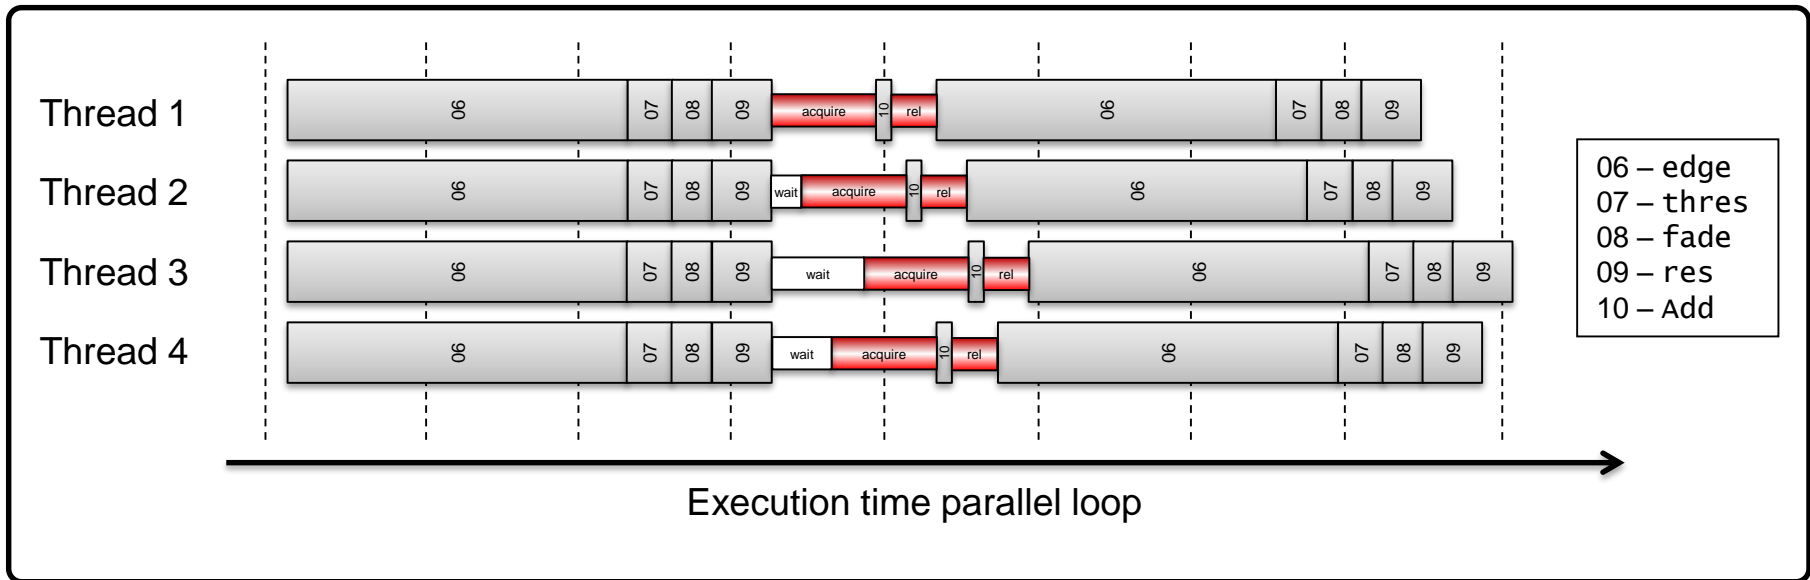 Thread 1
06 07 08 09 acquire 10 rel 06 07 08 09
Thread 2
06 07 08 09 wait acquire 10 rel 06 07 08 09
Thread 3
06 07 08 09 wait acquire 10 rel 06 07 08 09
Thread 4
06 07 08 09 wait acquire 10 rel 06 07 08 09
Execution time parallel loop
06 – edge
07 – thres
08 – fade
09 – res
10 – Add